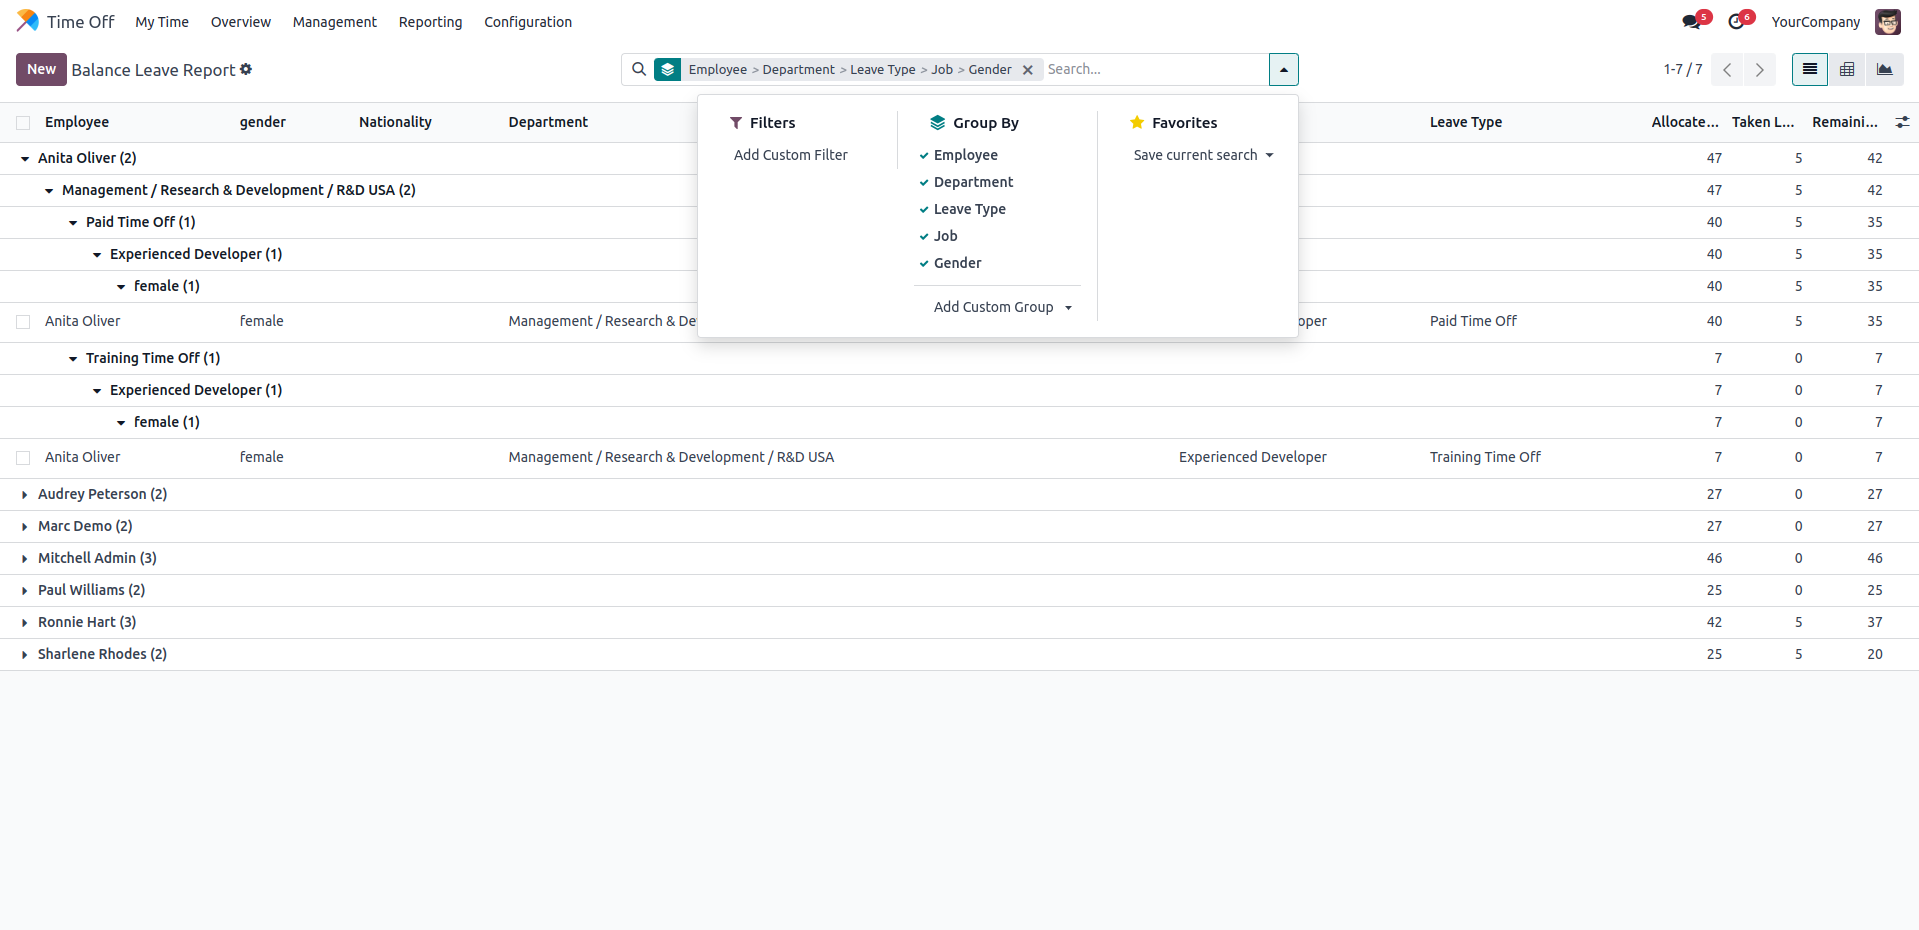 Time Off My Time Overview Management Reporting Configuration 5 6 YourCompany
New Balance Leave Report Employee > Department > Leave Type > Job > Gender Search... 1-7 / 7
Employee gender Nationality Department Leave Type Allocate... Taken L... Remaini...
Filters Group By Favorites
Add Custom Filter Employee Save current search
Department
Leave Type
Job
Gender
Add Custom Group
Anita Oliver (2) 47 5 42
Management / Research & Development / R&D USA (2) 47 5 42
Paid Time Off (1) 40 5 35
Experienced Developer (1) 40 5 35
female (1) 40 5 35
Anita Oliver female Management / Research & De oper Paid Time Off 40 5 35
Training Time Off (1) 7 0 7
Experienced Developer (1) 7 0 7
female (1) 7 0 7
Anita Oliver female Management / Research & Development / R&D USA Experienced Developer Training Time Off 7 0 7
Audrey Peterson (2) 27 0 27
Marc Demo (2) 27 0 27
Mitchell Admin (3) 46 0 46
Paul Williams (2) 25 0 25
Ronnie Hart (3) 42 5 37
Sharlene Rhodes (2) 25 5 20